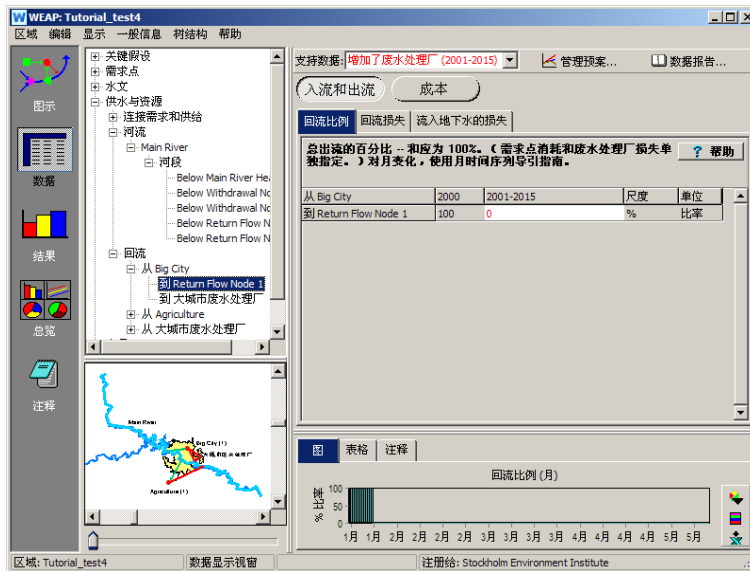 WEAP: Tutorial_test4
区域 编辑 显示 一般信息 树结构 帮助
图示
数据
结果
总览
注释
关键假设
需求点
水文
供水与资源
连接需求和供给
河流
Main River
河段
Below Main River Hea
Below Withdrawal No
Below Withdrawal No
Below Return Flow N
Below Return Flow N
回流
从 Big City
到 Return Flow Node 1
到 大城市废水处理厂
从 Agriculture
从 大城市废水处理厂
Main River
Big City (1)
Agriculture (1)
支持数据: 增加了废水处理厂 (2001-2015) 管理预案... 数据报告...
入流和出流 成本
回流比例 回流损失 流入地下水的损失
总出流的百分比 -- 和应为 100%。(需求点消耗和废水处理厂损失单
独指定。)对月变化,使用月时间序列导引指南。
? 帮助
从 Big City 2000 2001-2015 尺度 单位
到 Return Flow Node 1 100 0 % 比率
图 表格 注释
回流比例 (月)
% 比率
100
50
0
1月 1月 2月 2月 2月 3月 3月 3月 4月 4月 4月 5月 5月
区域: Tutorial_test4 数据显示视窗 注册给: Stockholm Environment Institute